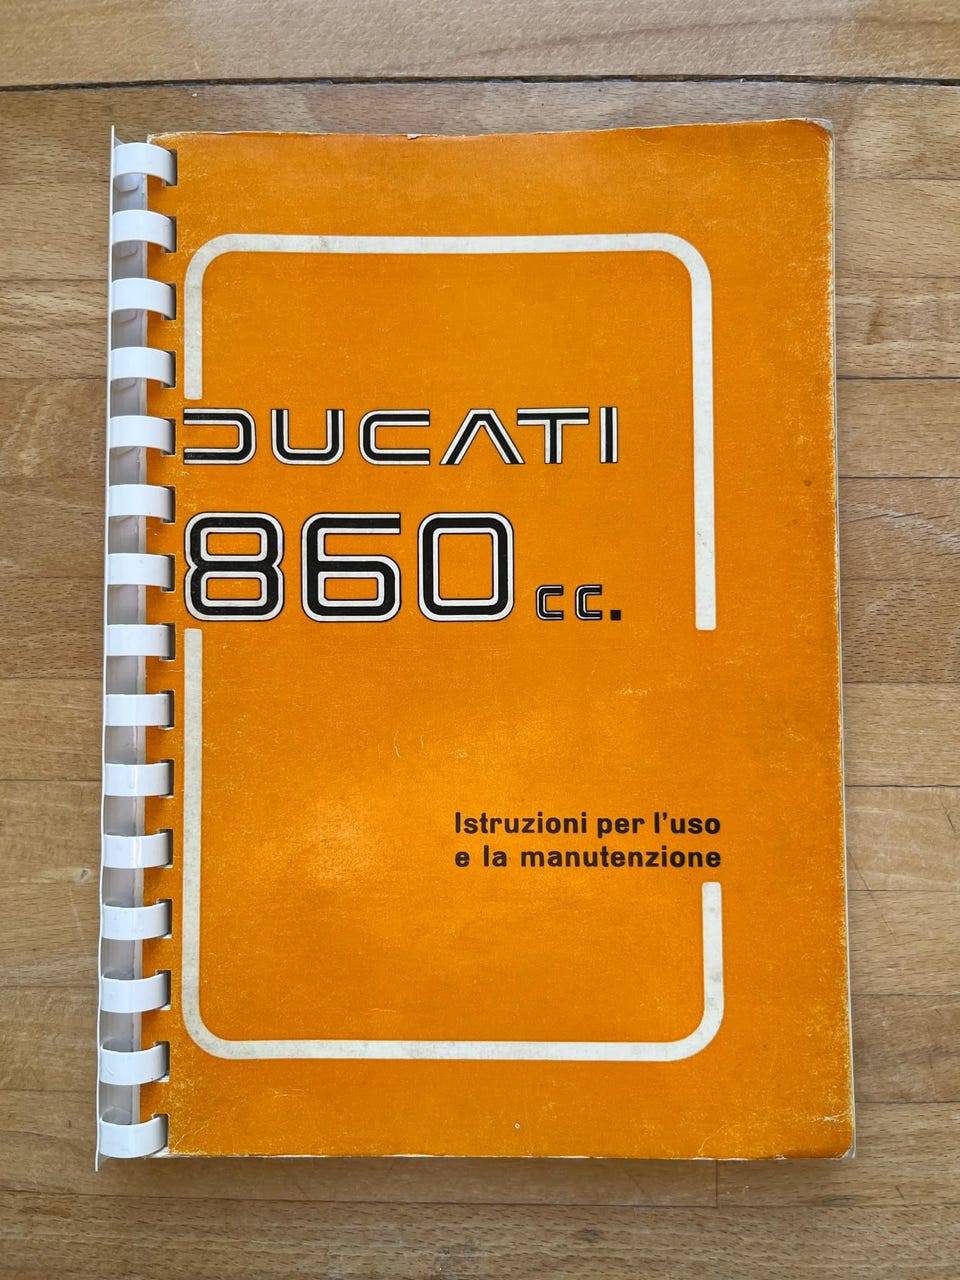 DUCATI
860 cc.
Istruzioni per l'uso
e la manutenzione